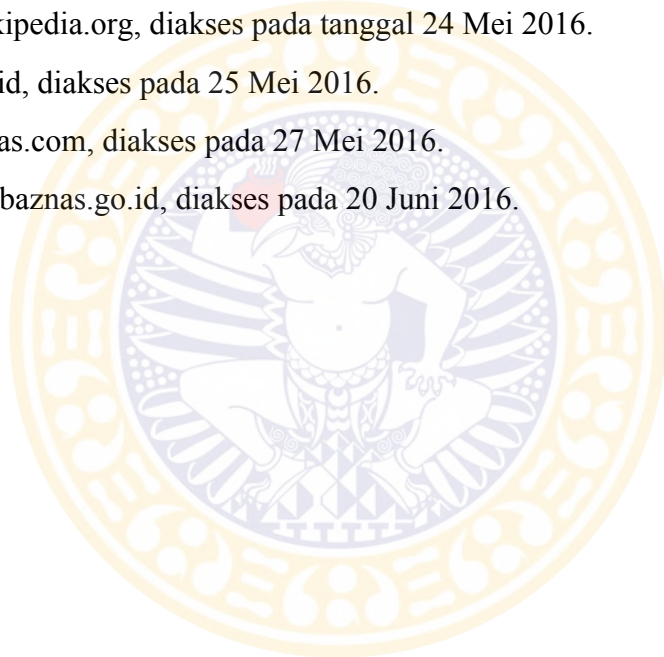 kipedia.org, diakses pada tanggal 24 Mei 2016.
id, diakses pada 25 Mei 2016.
as.com, diakses pada 27 Mei 2016.
baznas.go.id, diakses pada 20 Juni 2016.